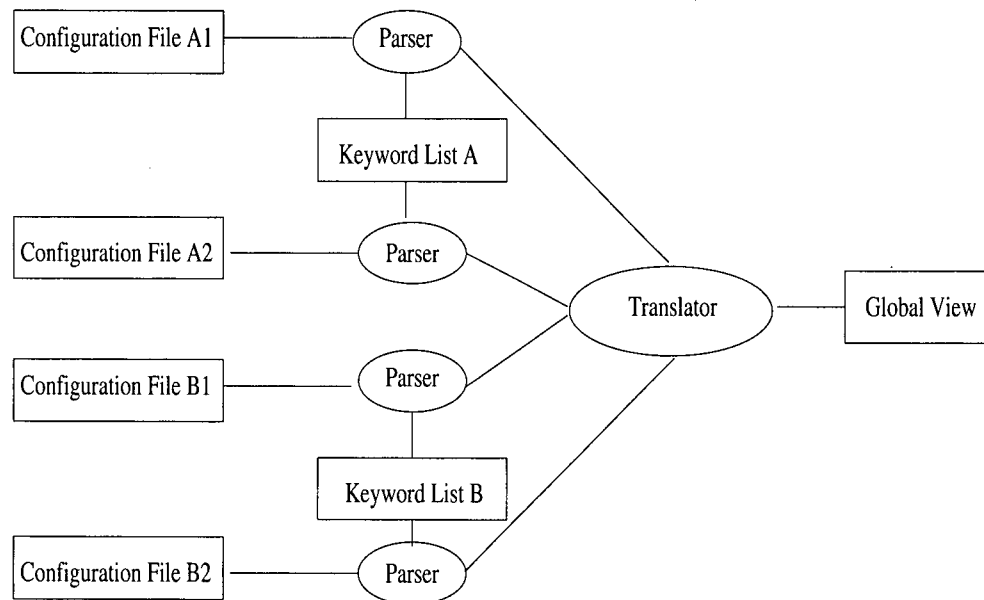 Configuration File A1
Parser
Keyword List A
Configuration File A2
Parser
Translator
Global View
Configuration File B1
Parser
Keyword List B
Configuration File B2
Parser